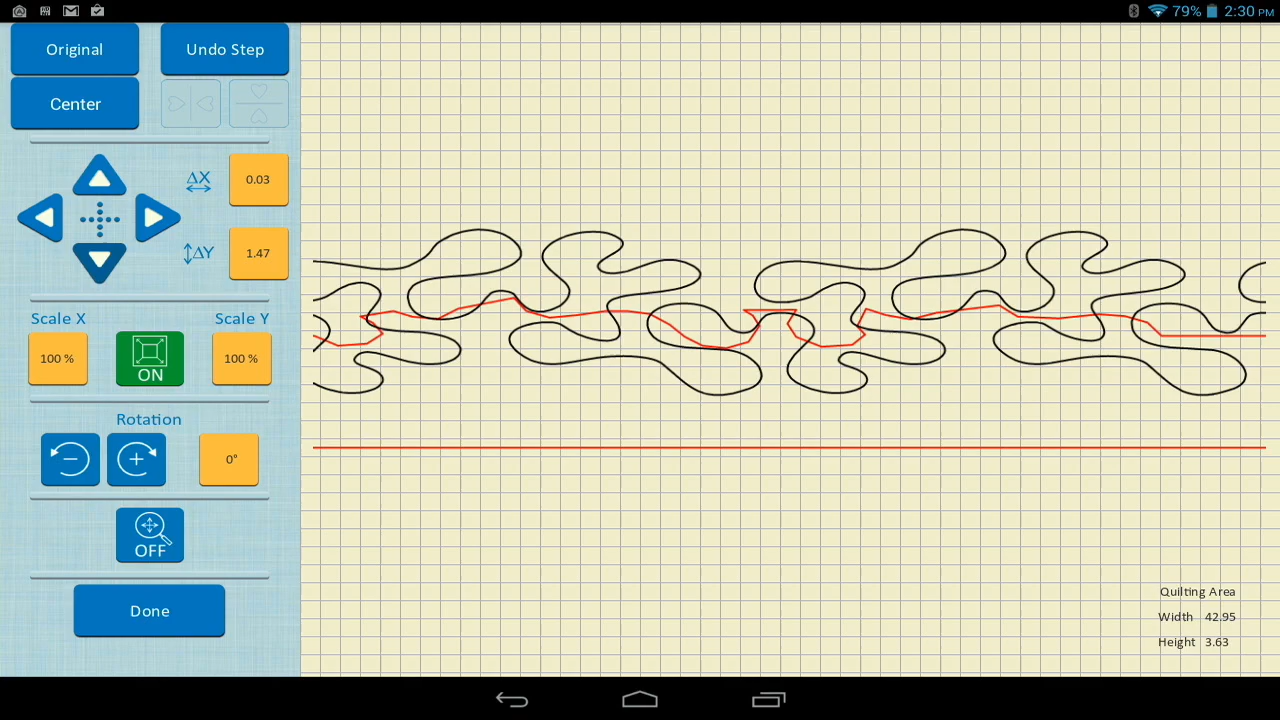 79% 2:30 PM
Original Undo Step
Center
ΔX 0.03
ΔY 1.47
Scale X Scale Y
100 % ON 100 %
Rotation
0°
OFF
Done
Quilting Area
Width 42.95
Height 3.63